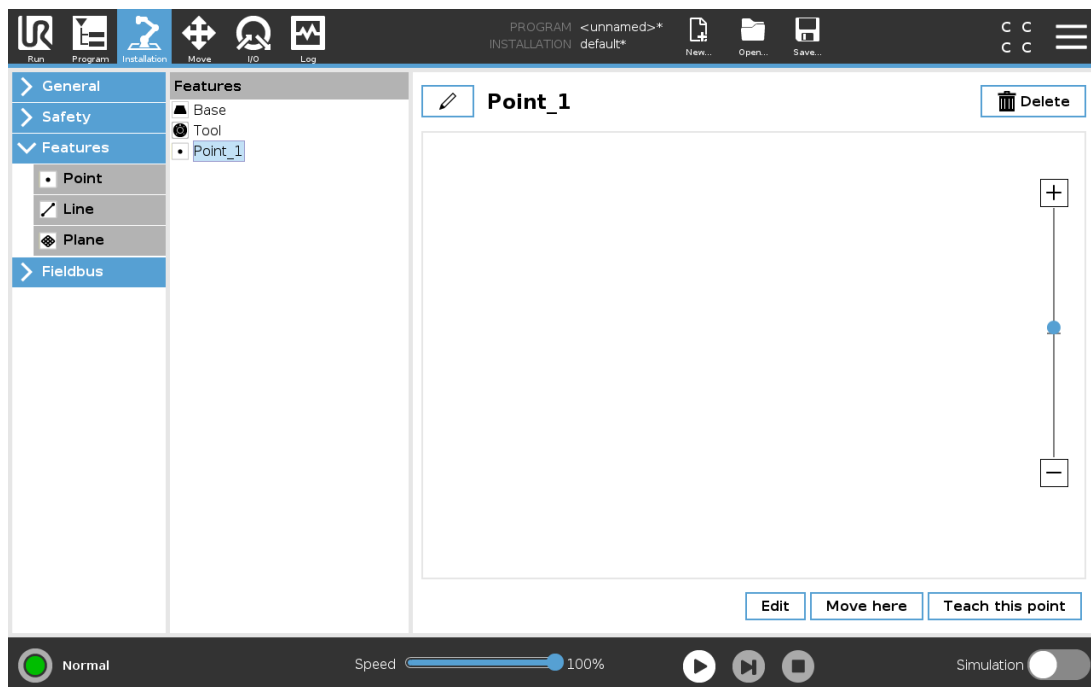 PROGRAM <unnamed>*
INSTALLATION default*
C C
C C
Run
Program
Installation
Move
I/O
Log
New...
Open...
Save...
General
Safety
Features
Point
Line
Plane
Fieldbus
Features
Base
Tool
Point_1
Point_1
Delete
Edit
Move here
Teach this point
Normal
Speed
100%
Simulation